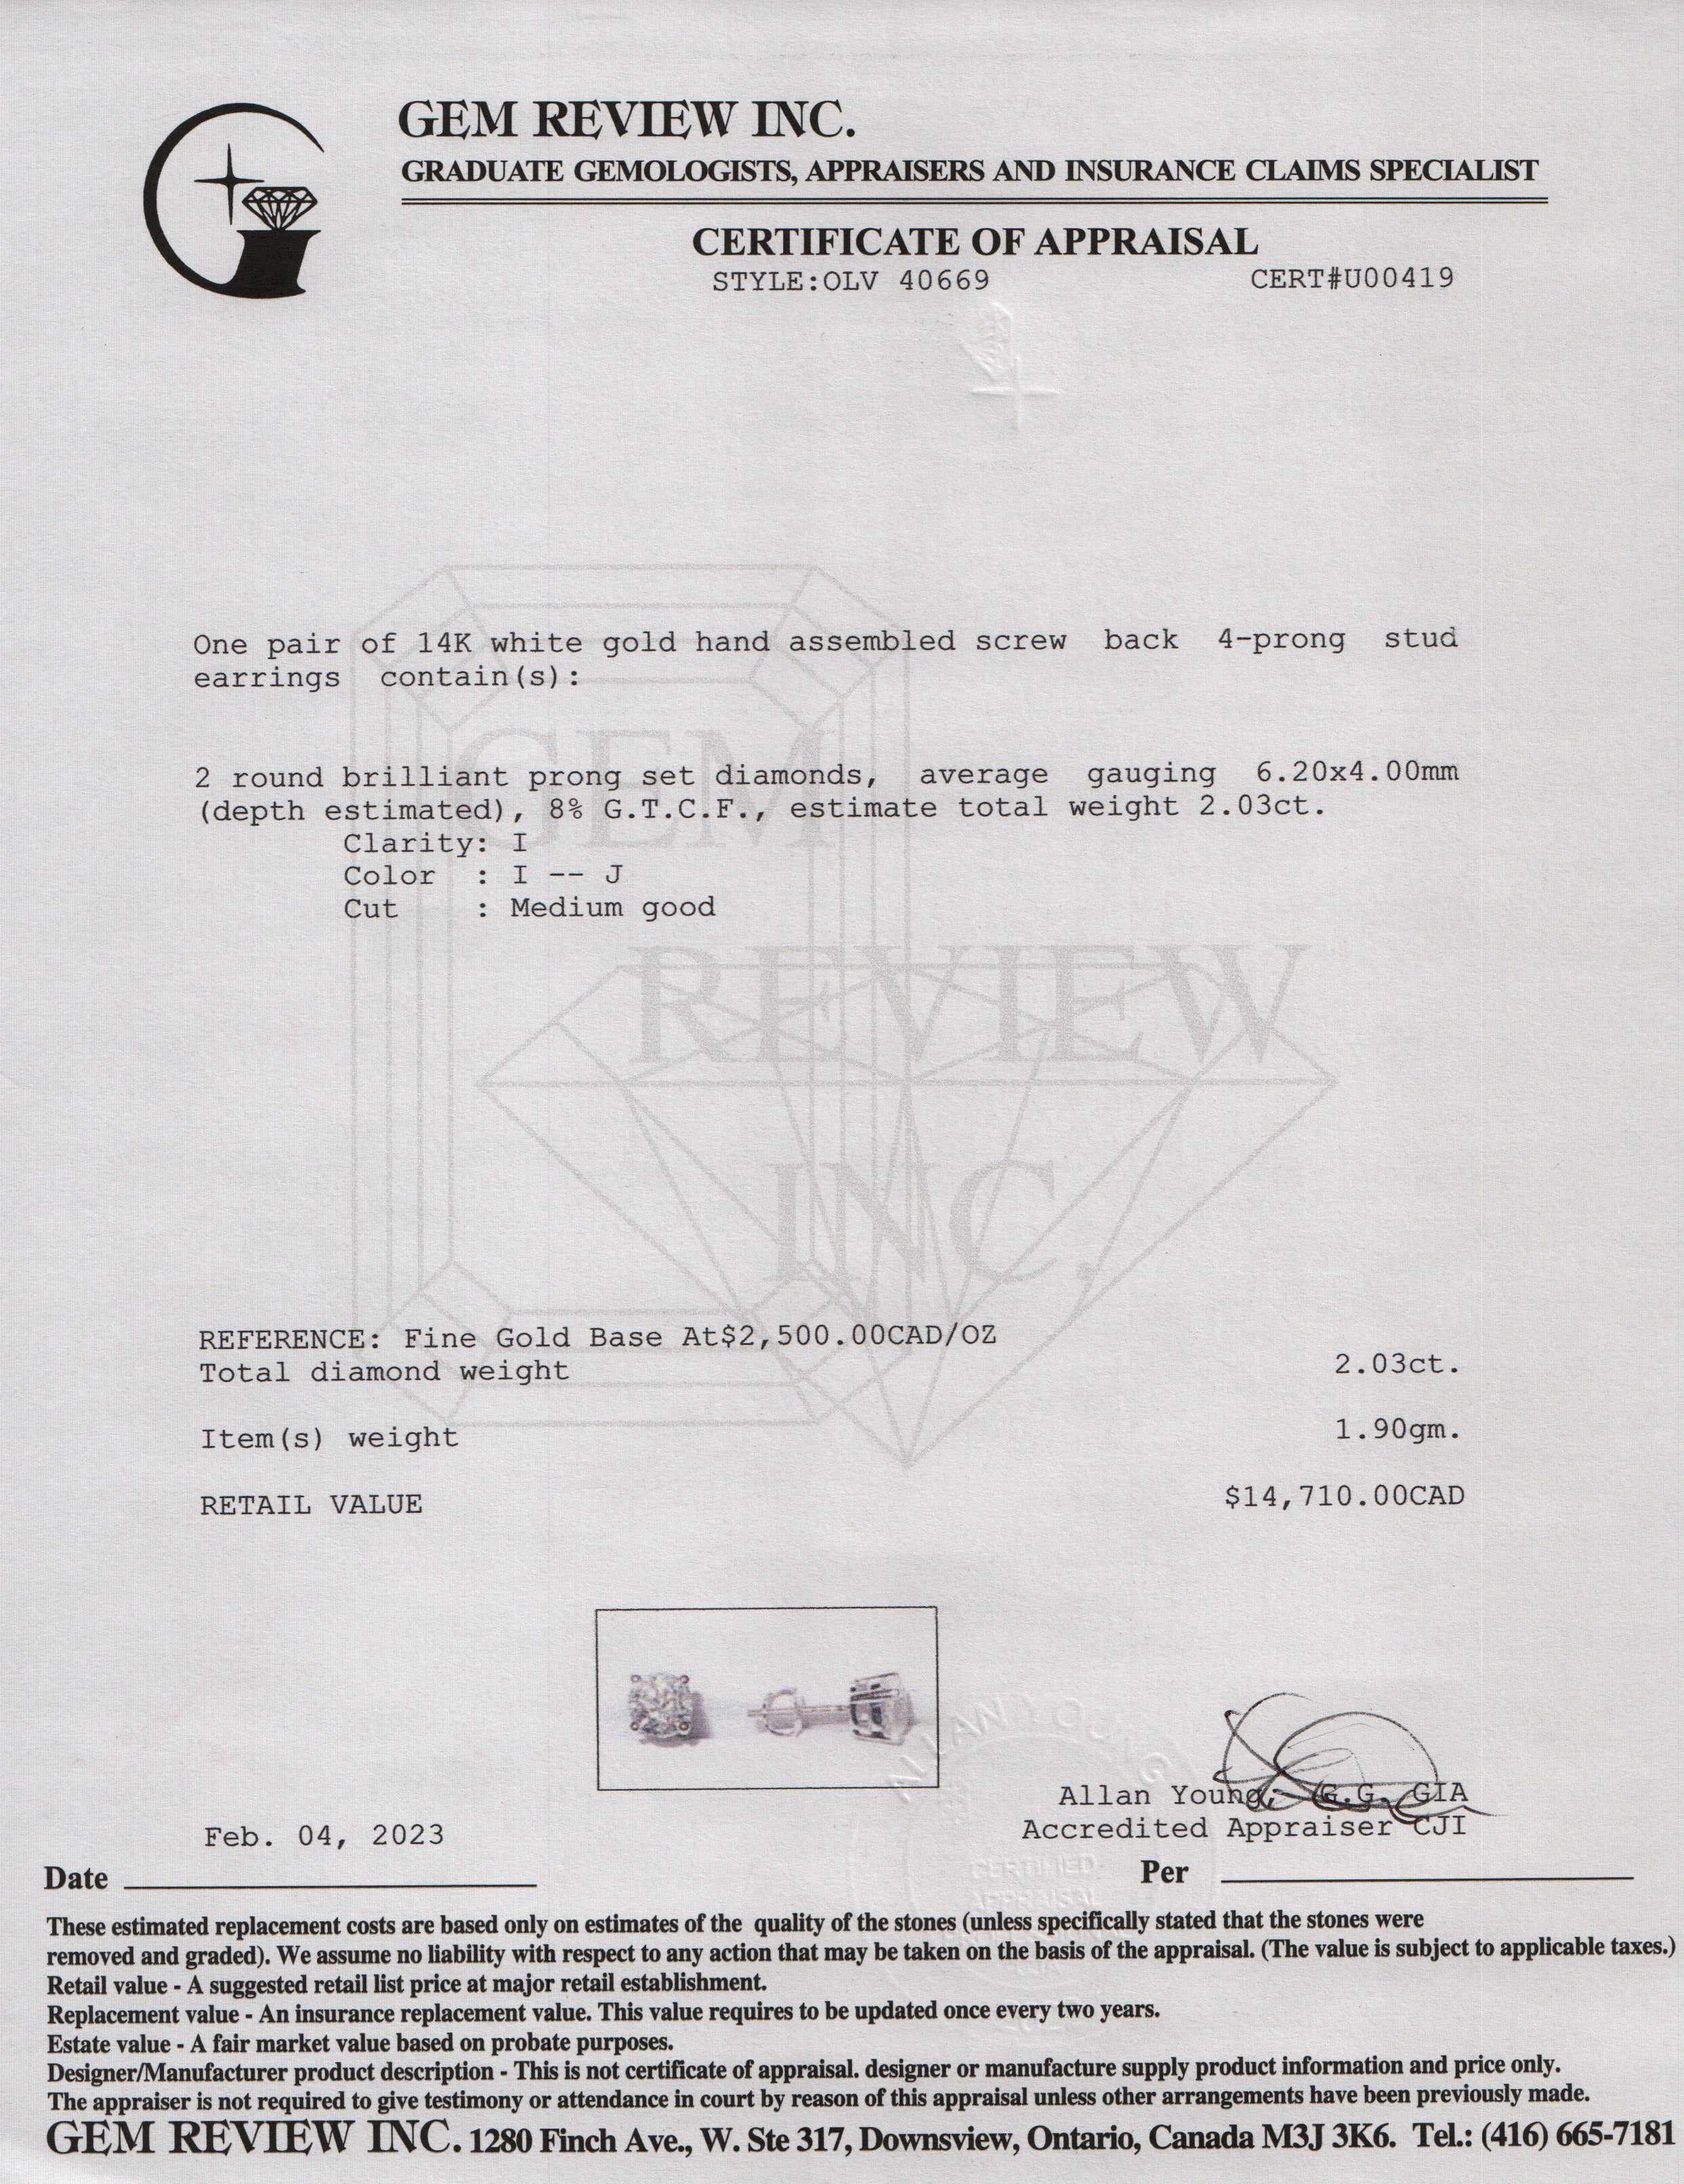 GEM REVIEW INC.
GRADUATE GEMOLOGISTS, APPRAISERS AND INSURANCE CLAIMS SPECIALIST
CERTIFICATE OF APPRAISAL
STYLE:OLV 40669 CERT#U00419
One pair of 14K white gold hand assembled screw back 4-prong stud
earrings contain(s):
GEM
2 round brilliant prong set diamonds, average gauging 6.20x4.00mm
(depth estimated), 8% G.T.C.F., estimate total weight 2.03ct.
Clarity: I
Color : I -- J
Cut : Medium good
REVIEW
INC.
REFERENCE: Fine Gold Base At$2,500.00CAD/OZ
Total diamond weight 2.03ct.
Item(s) weight 1.90gm.
RETAIL VALUE $14,710.00CAD
ALLAN YOUNG
Allan Young, G.G. GIA
Accredited Appraiser CJI
Feb. 04, 2023
CERTIFIED
APPRAISAL
Date Per
These estimated replacement costs are based only on estimates of the quality of the stones (unless specifically stated that the stones were
removed and graded). We assume no liability with respect to any action that may be taken on the basis of the appraisal. (The value is subject to applicable taxes.)
Retail value - A suggested retail list price at major retail establishment.
Replacement value - An insurance replacement value. This value requires to be updated once every two years.
Estate value - A fair market value based on probate purposes.
Designer/Manufacturer product description - This is not certificate of appraisal. designer or manufacture supply product information and price only.
The appraiser is not required to give testimony or attendance in court by reason of this appraisal unless other arrangements have been previously made.
GEM REVIEW INC. 1280 Finch Ave., W. Ste 317, Downsview, Ontario, Canada M3J 3K6. Tel.: (416) 665-7181